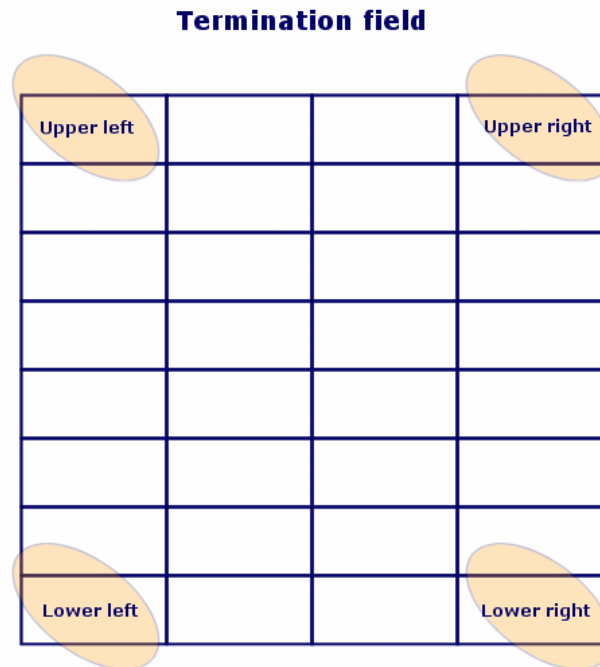 Termination field
Upper left
Upper right
Lower left
Lower right